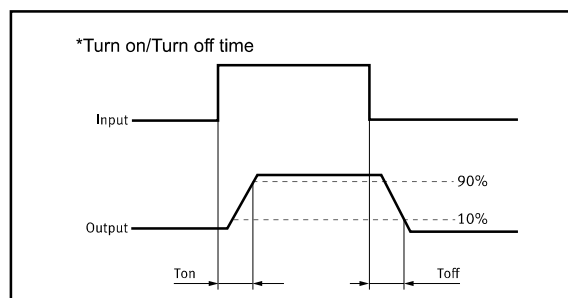 *Turn on/Turn off time
Input
90%
10%
Output
Ton
Toff